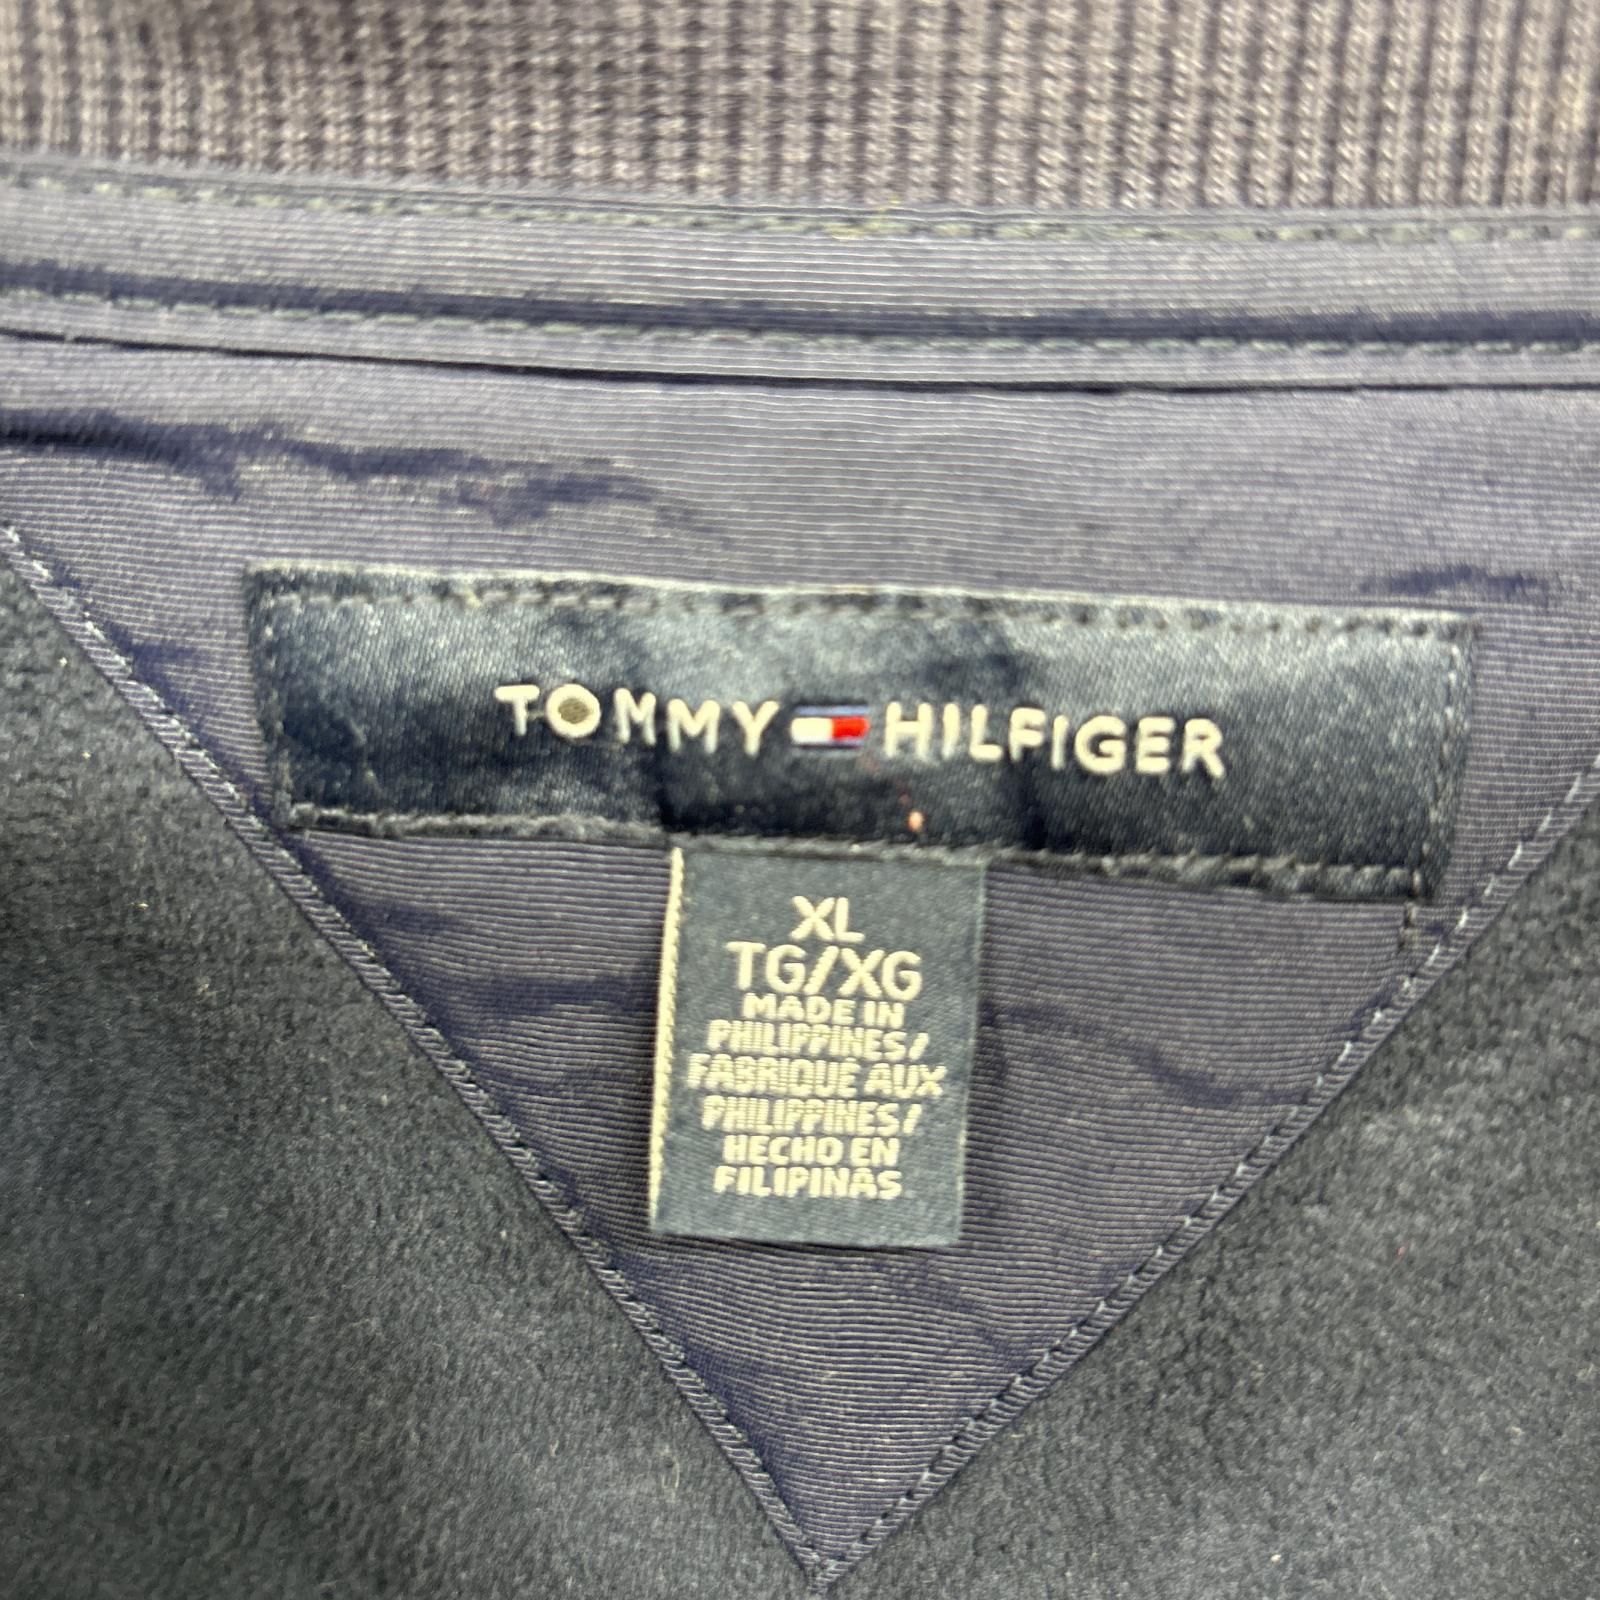 TOMMY HILFIGER
XL
TG/XG
MADE IN
PHILIPPINES/
FABRIQUÉ AUX
PHILIPPINES/
HECHO EN
FILIPINAS